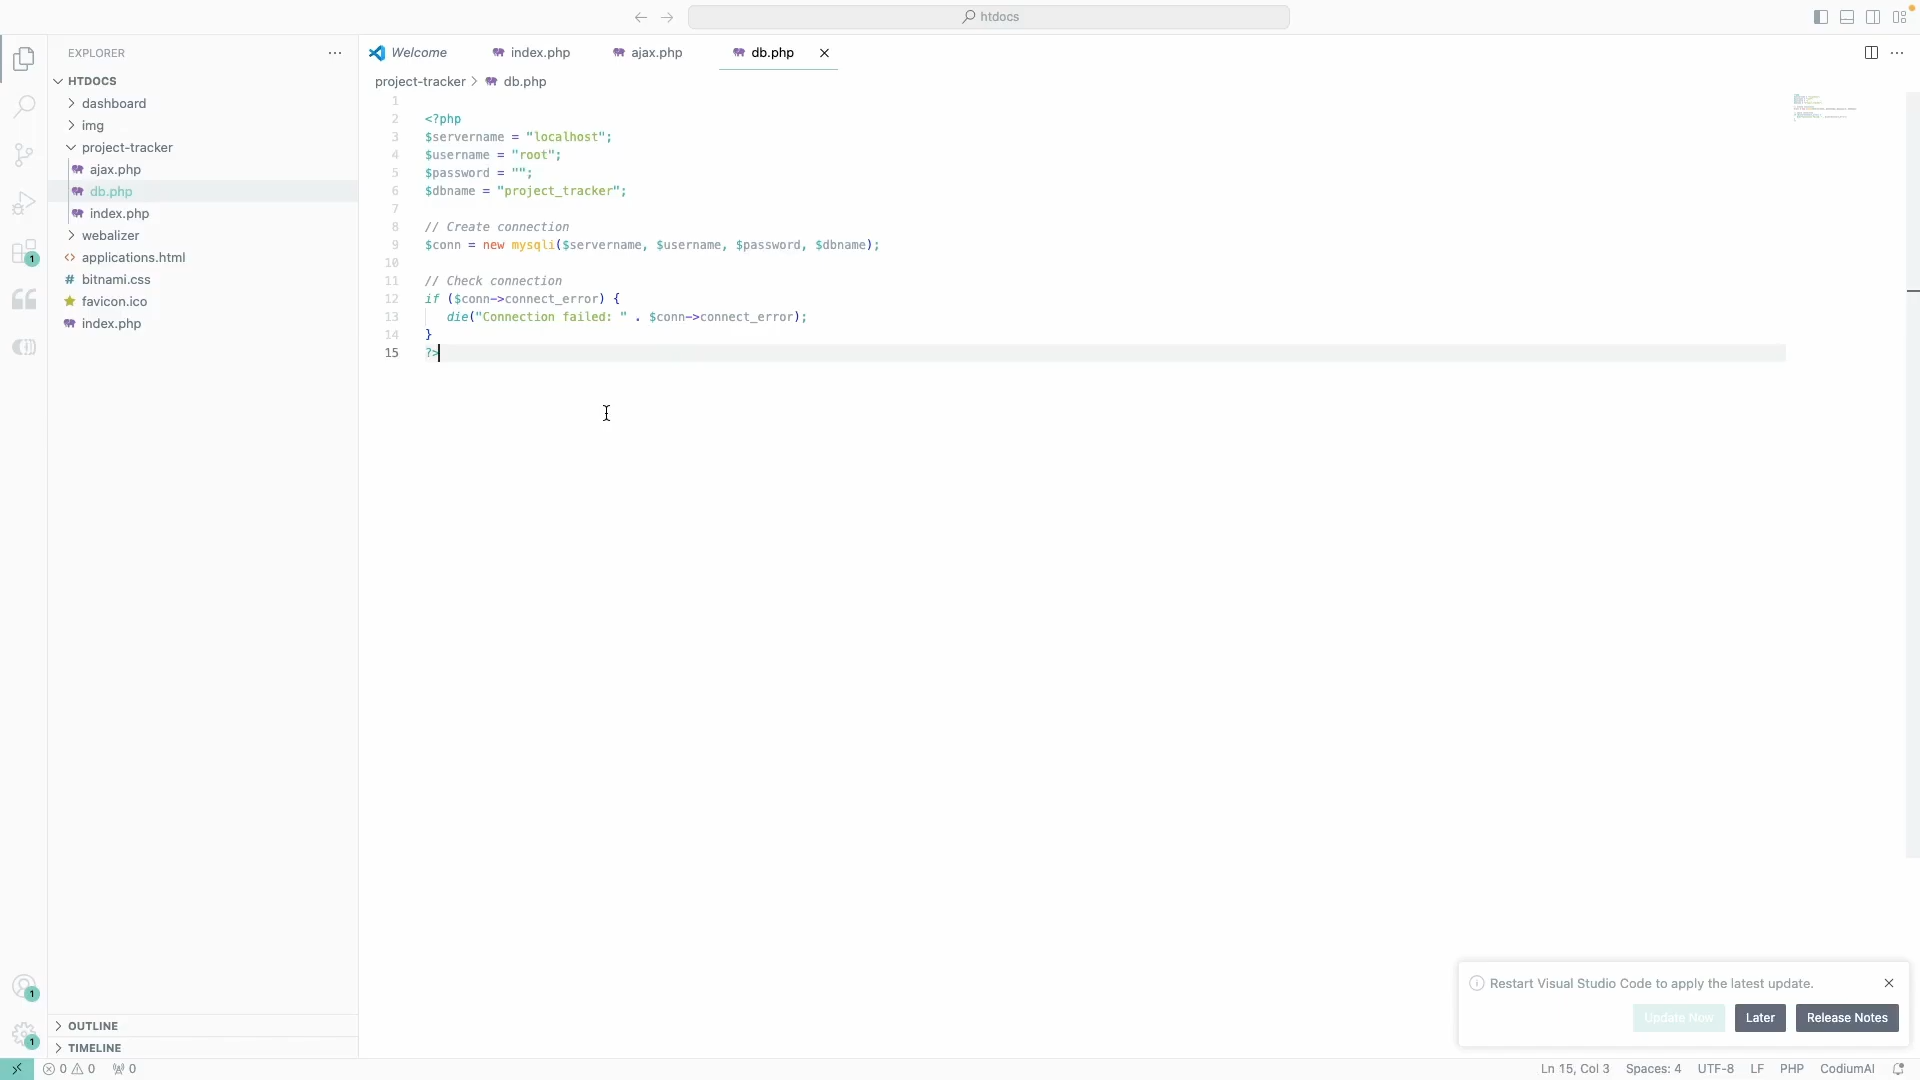 htdocs
EXPLORER
HTDOCS
dashboard
img
project-tracker
ajax.php
db.php
index.php
webalizer
applications.html
bitnami.css
favicon.ico
index.php
OUTLINE
TIMELINE
Welcome
index.php
ajax.php
db.php
project-tracker > db.php
1
2 <?php
3 $servername = "localhost";
4 $username = "root";
5 $password = "";
6 $dbname = "project_tracker";
7
8 // Create connection
9 $conn = new mysqli($servername, $username, $password, $dbname);
10
11 // Check connection
12 if ($conn->connect_error) {
13 die("Connection failed: " . $conn->connect_error);
14 }
15 ?>
1
1
1
Restart Visual Studio Code to apply the latest update.
Update Now Later Release Notes
0 0 0
Ln 15, Col 3 Spaces: 4 UTF-8 LF PHP CodiumAI